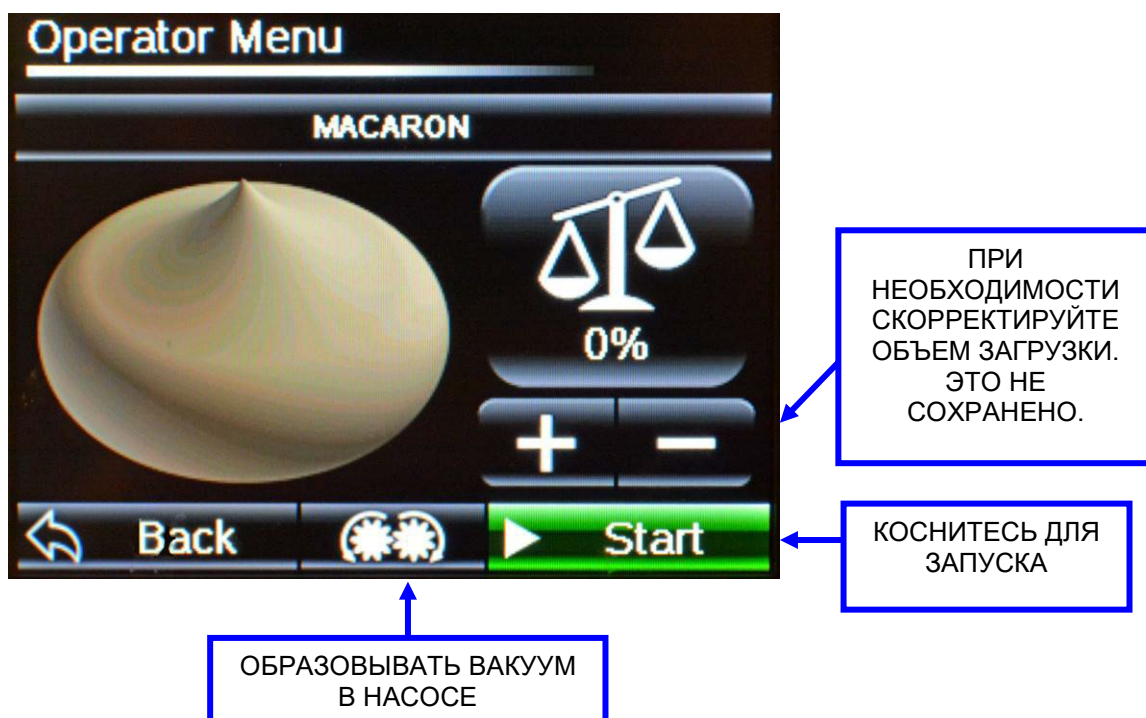 Operator Menu
MACARON
0%
ПРИ
НЕОБХОДИМОСТИ
СКОРРЕКТИРУЙТЕ
ОБЪЕМ ЗАГРУЗКИ.
ЭТО НЕ
СОХРАНЕНО.
Back
Start
КОСНИТЕСЬ ДЛЯ
ЗАПУСКА
ОБРАЗОВЫВАТЬ ВАКУУМ
В НАСОСЕ